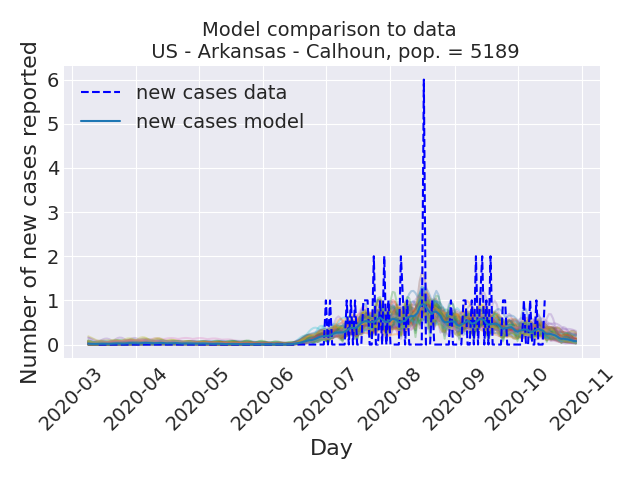 Model comparison to data
US - Arkansas - Calhoun, pop. = 5189
Number of new cases reported
6
5
4
3
2
1
0
new cases data
new cases model
2020-03
2020-04
2020-05
2020-06
2020-07
2020-08
2020-09
2020-10
2020-11
Day